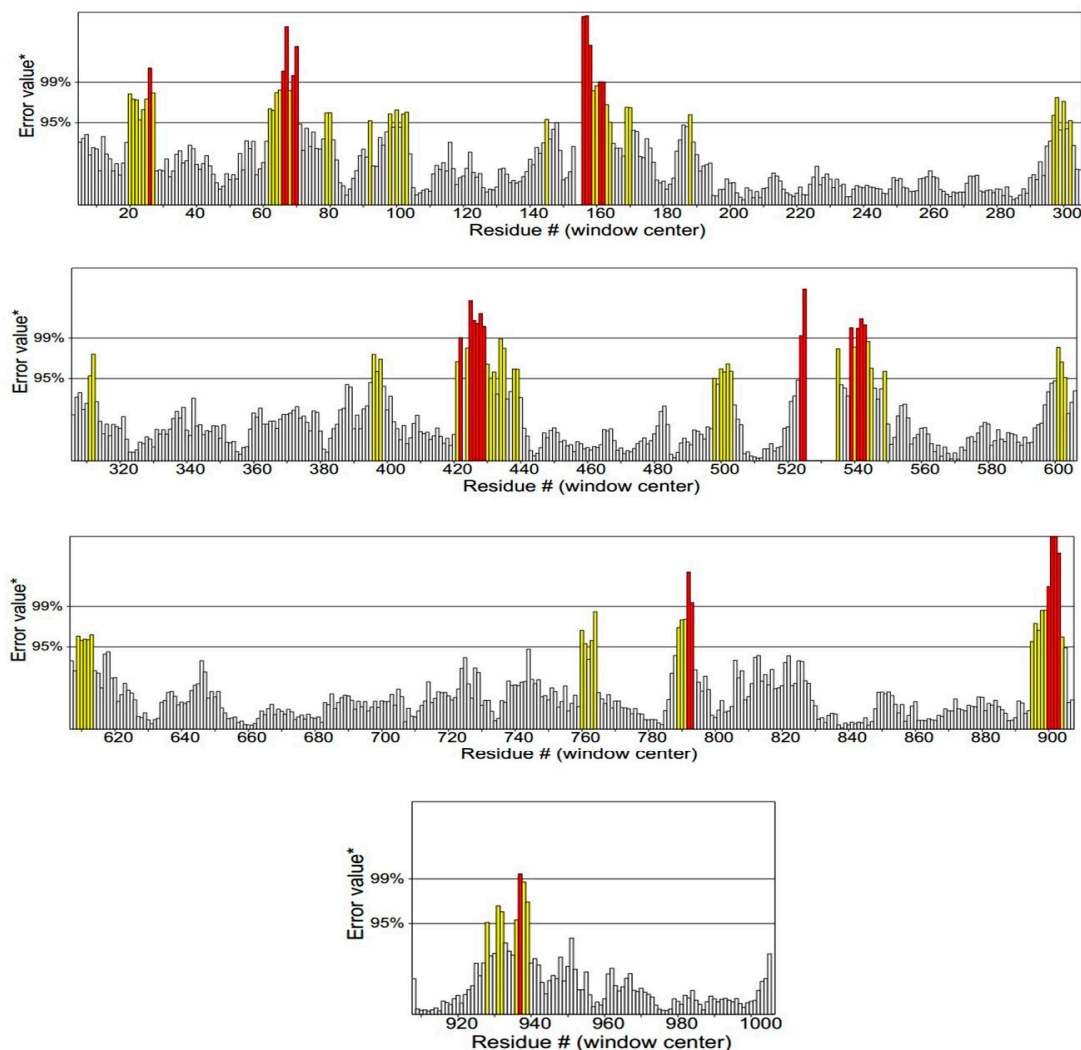 Error value*
99%
95%
20 40 60 80 100 120 140 160 180 200 220 240 260 280 300
Residue # (window center)
Error value*
99%
95%
320 340 360 380 400 420 440 460 480 500 520 540 560 580 600
Residue # (window center)
Error value*
99%
95%
620 640 660 680 700 720 740 760 780 800 820 840 860 880 900
Residue # (window center)
Error value*
99%
95%
920 940 960 980 1000
Residue # (window center)